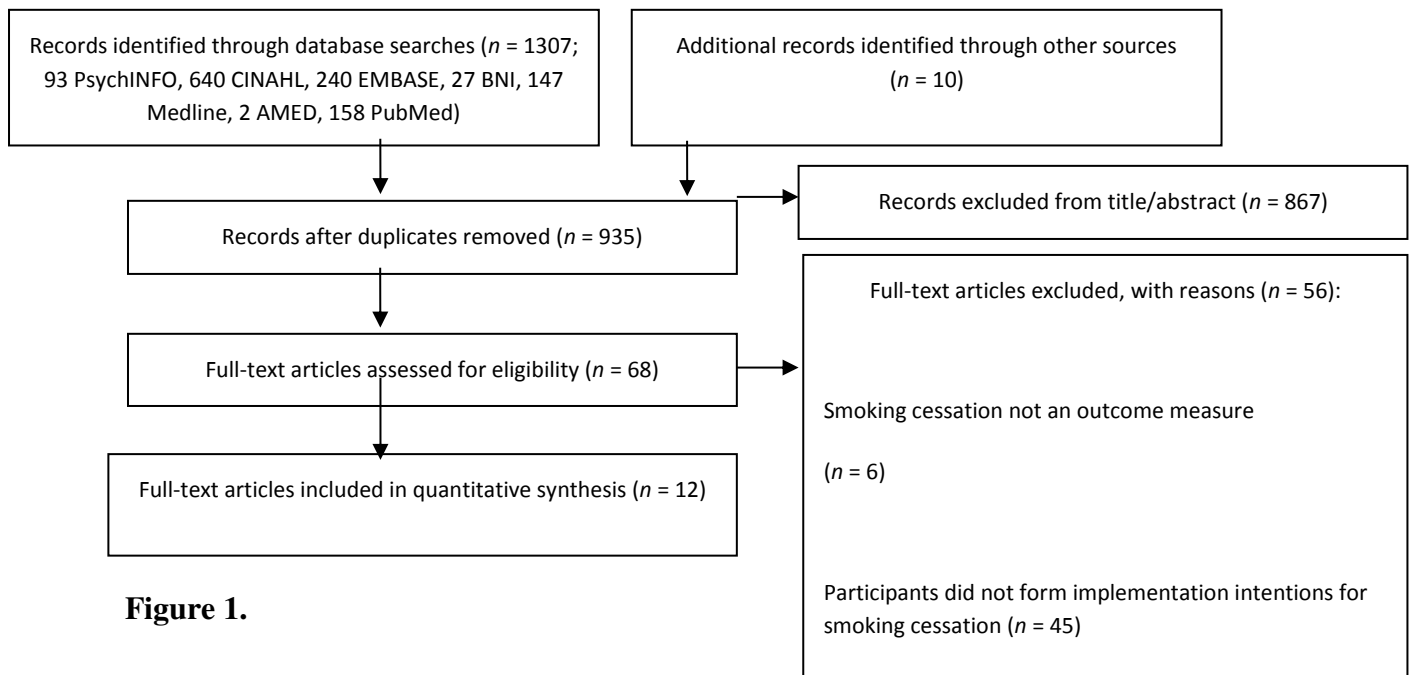 Records identified through database searches (n = 1307;
93 PsychINFO, 640 CINAHL, 240 EMBASE, 27 BNI, 147
Medline, 2 AMED, 158 PubMed)
Additional records identified through other sources
(n = 10)
Records after duplicates removed (n = 935)
Records excluded from title/abstract (n = 867)
Full-text articles assessed for eligibility (n = 68)
Full-text articles excluded, with reasons (n = 56):
Smoking cessation not an outcome measure
(n = 6)
Participants did not form implementation intentions for
smoking cessation (n = 45)
Full-text articles included in quantitative synthesis (n = 12)
Figure 1.